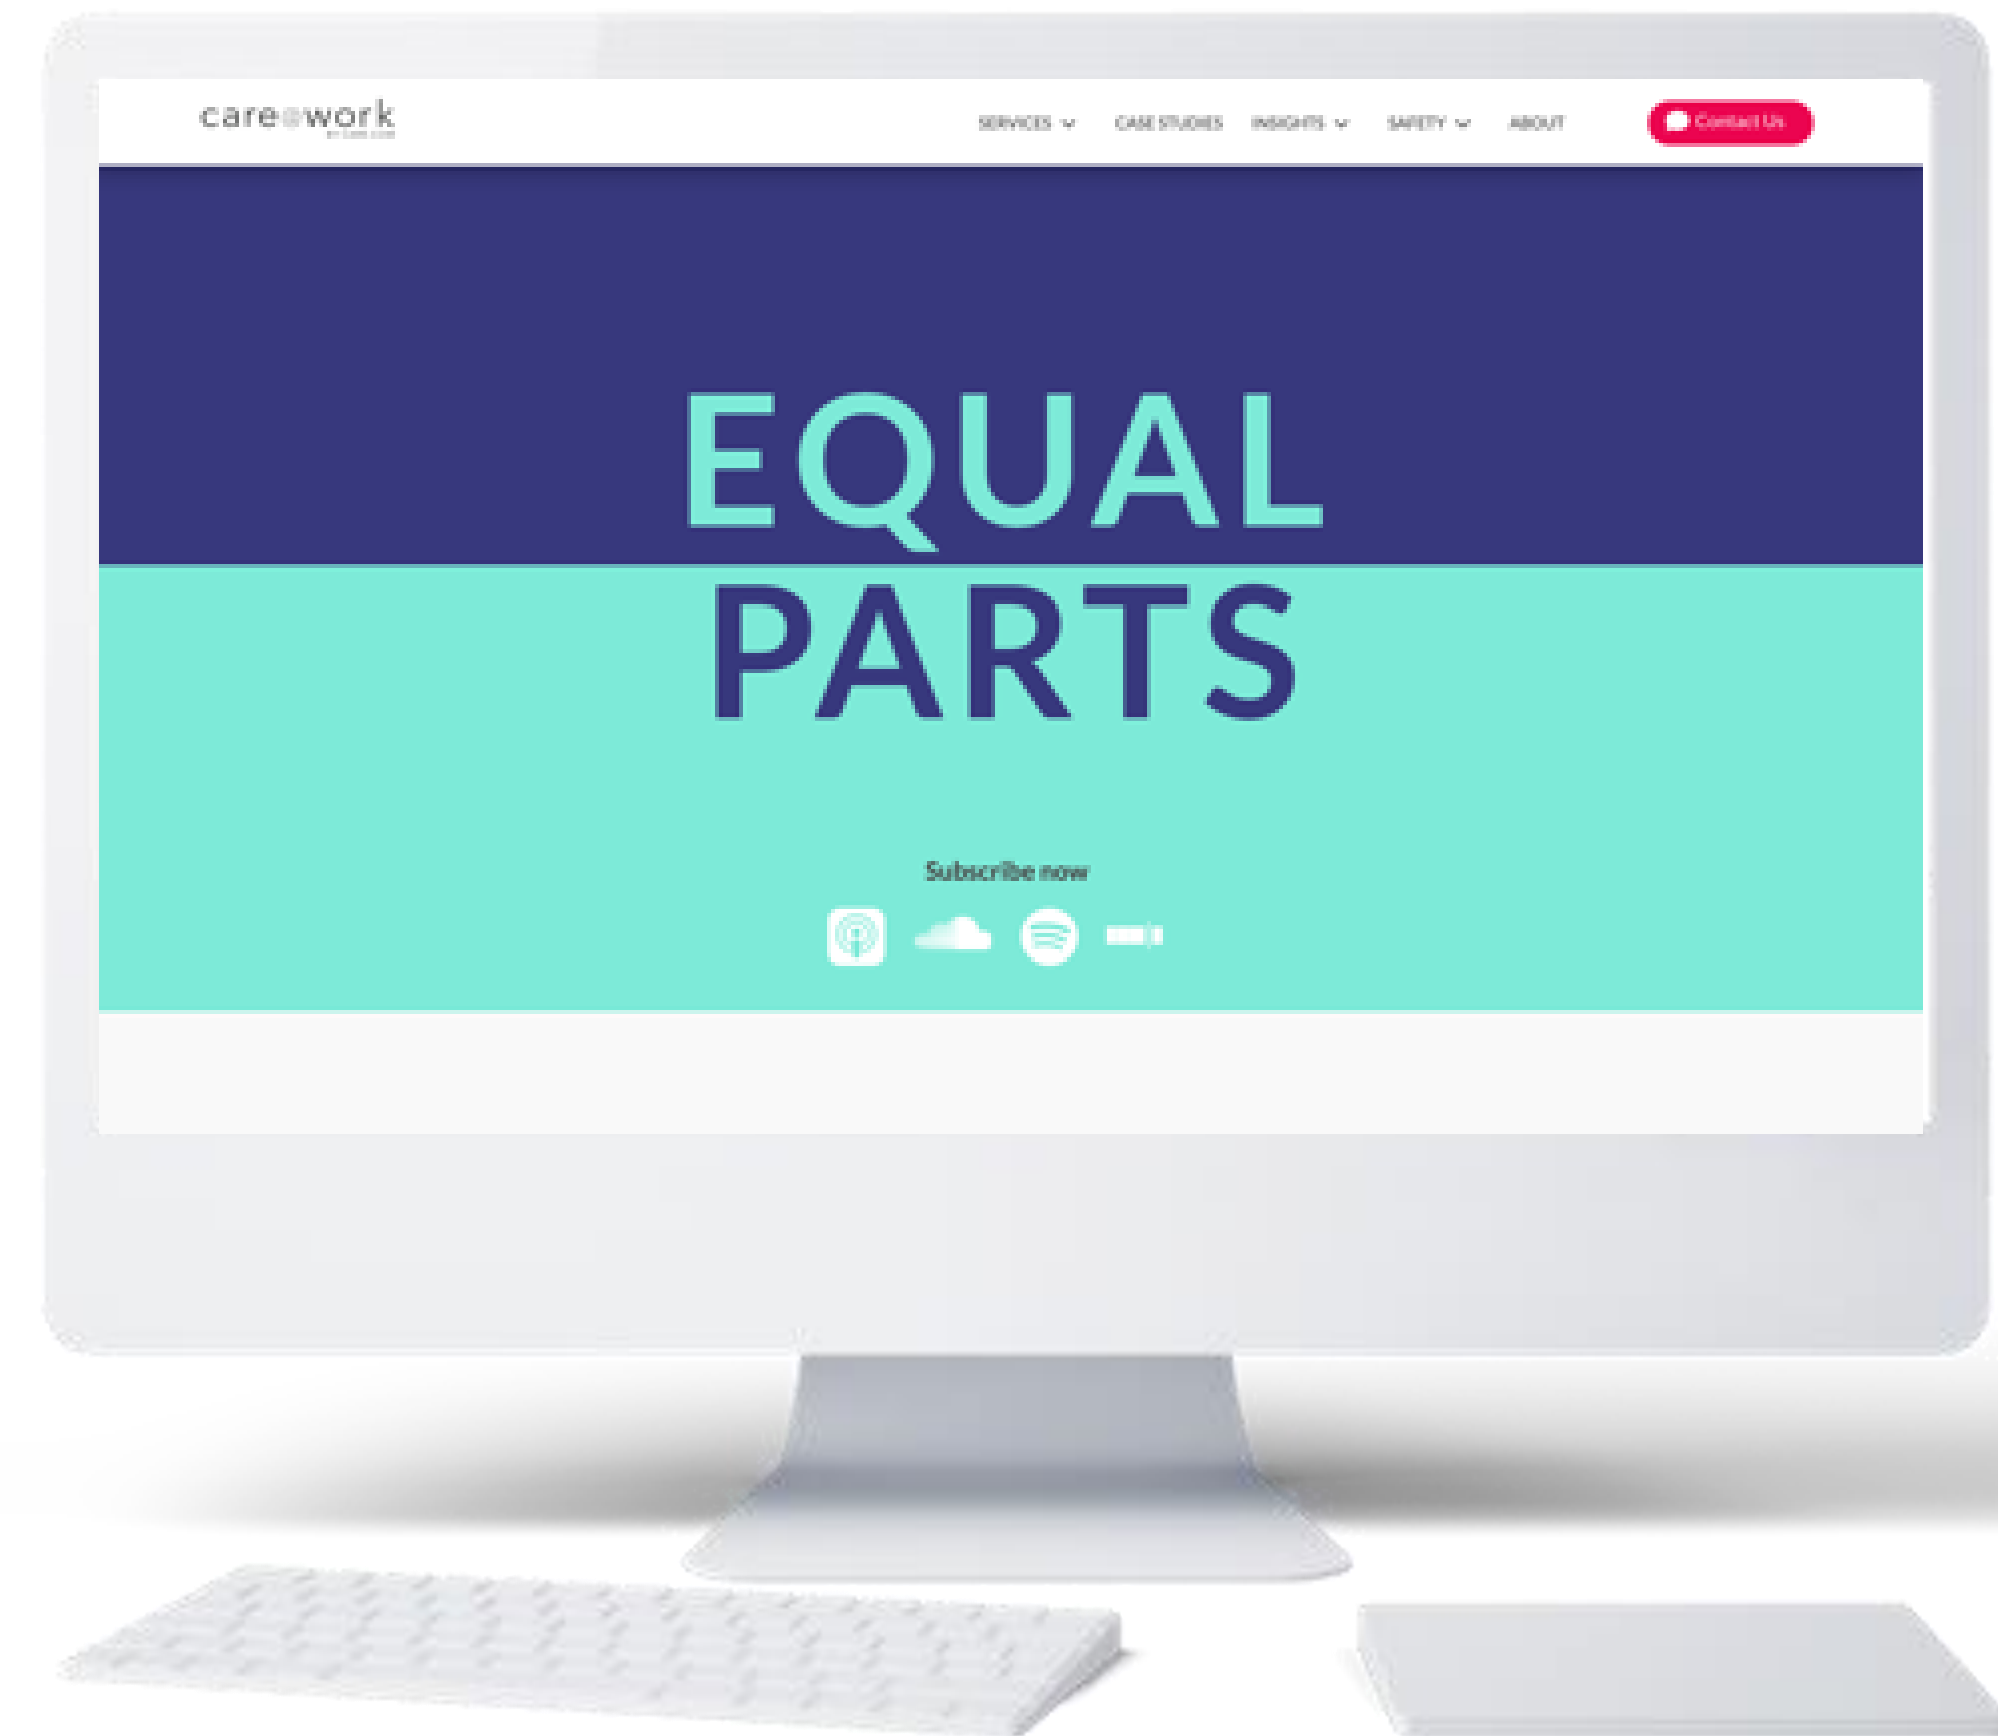 care@work
SERVICES CASE STUDIES INSIGHTS SAFETY ABOUT Contact Us
EQUAL
PARTS
Subscribe now